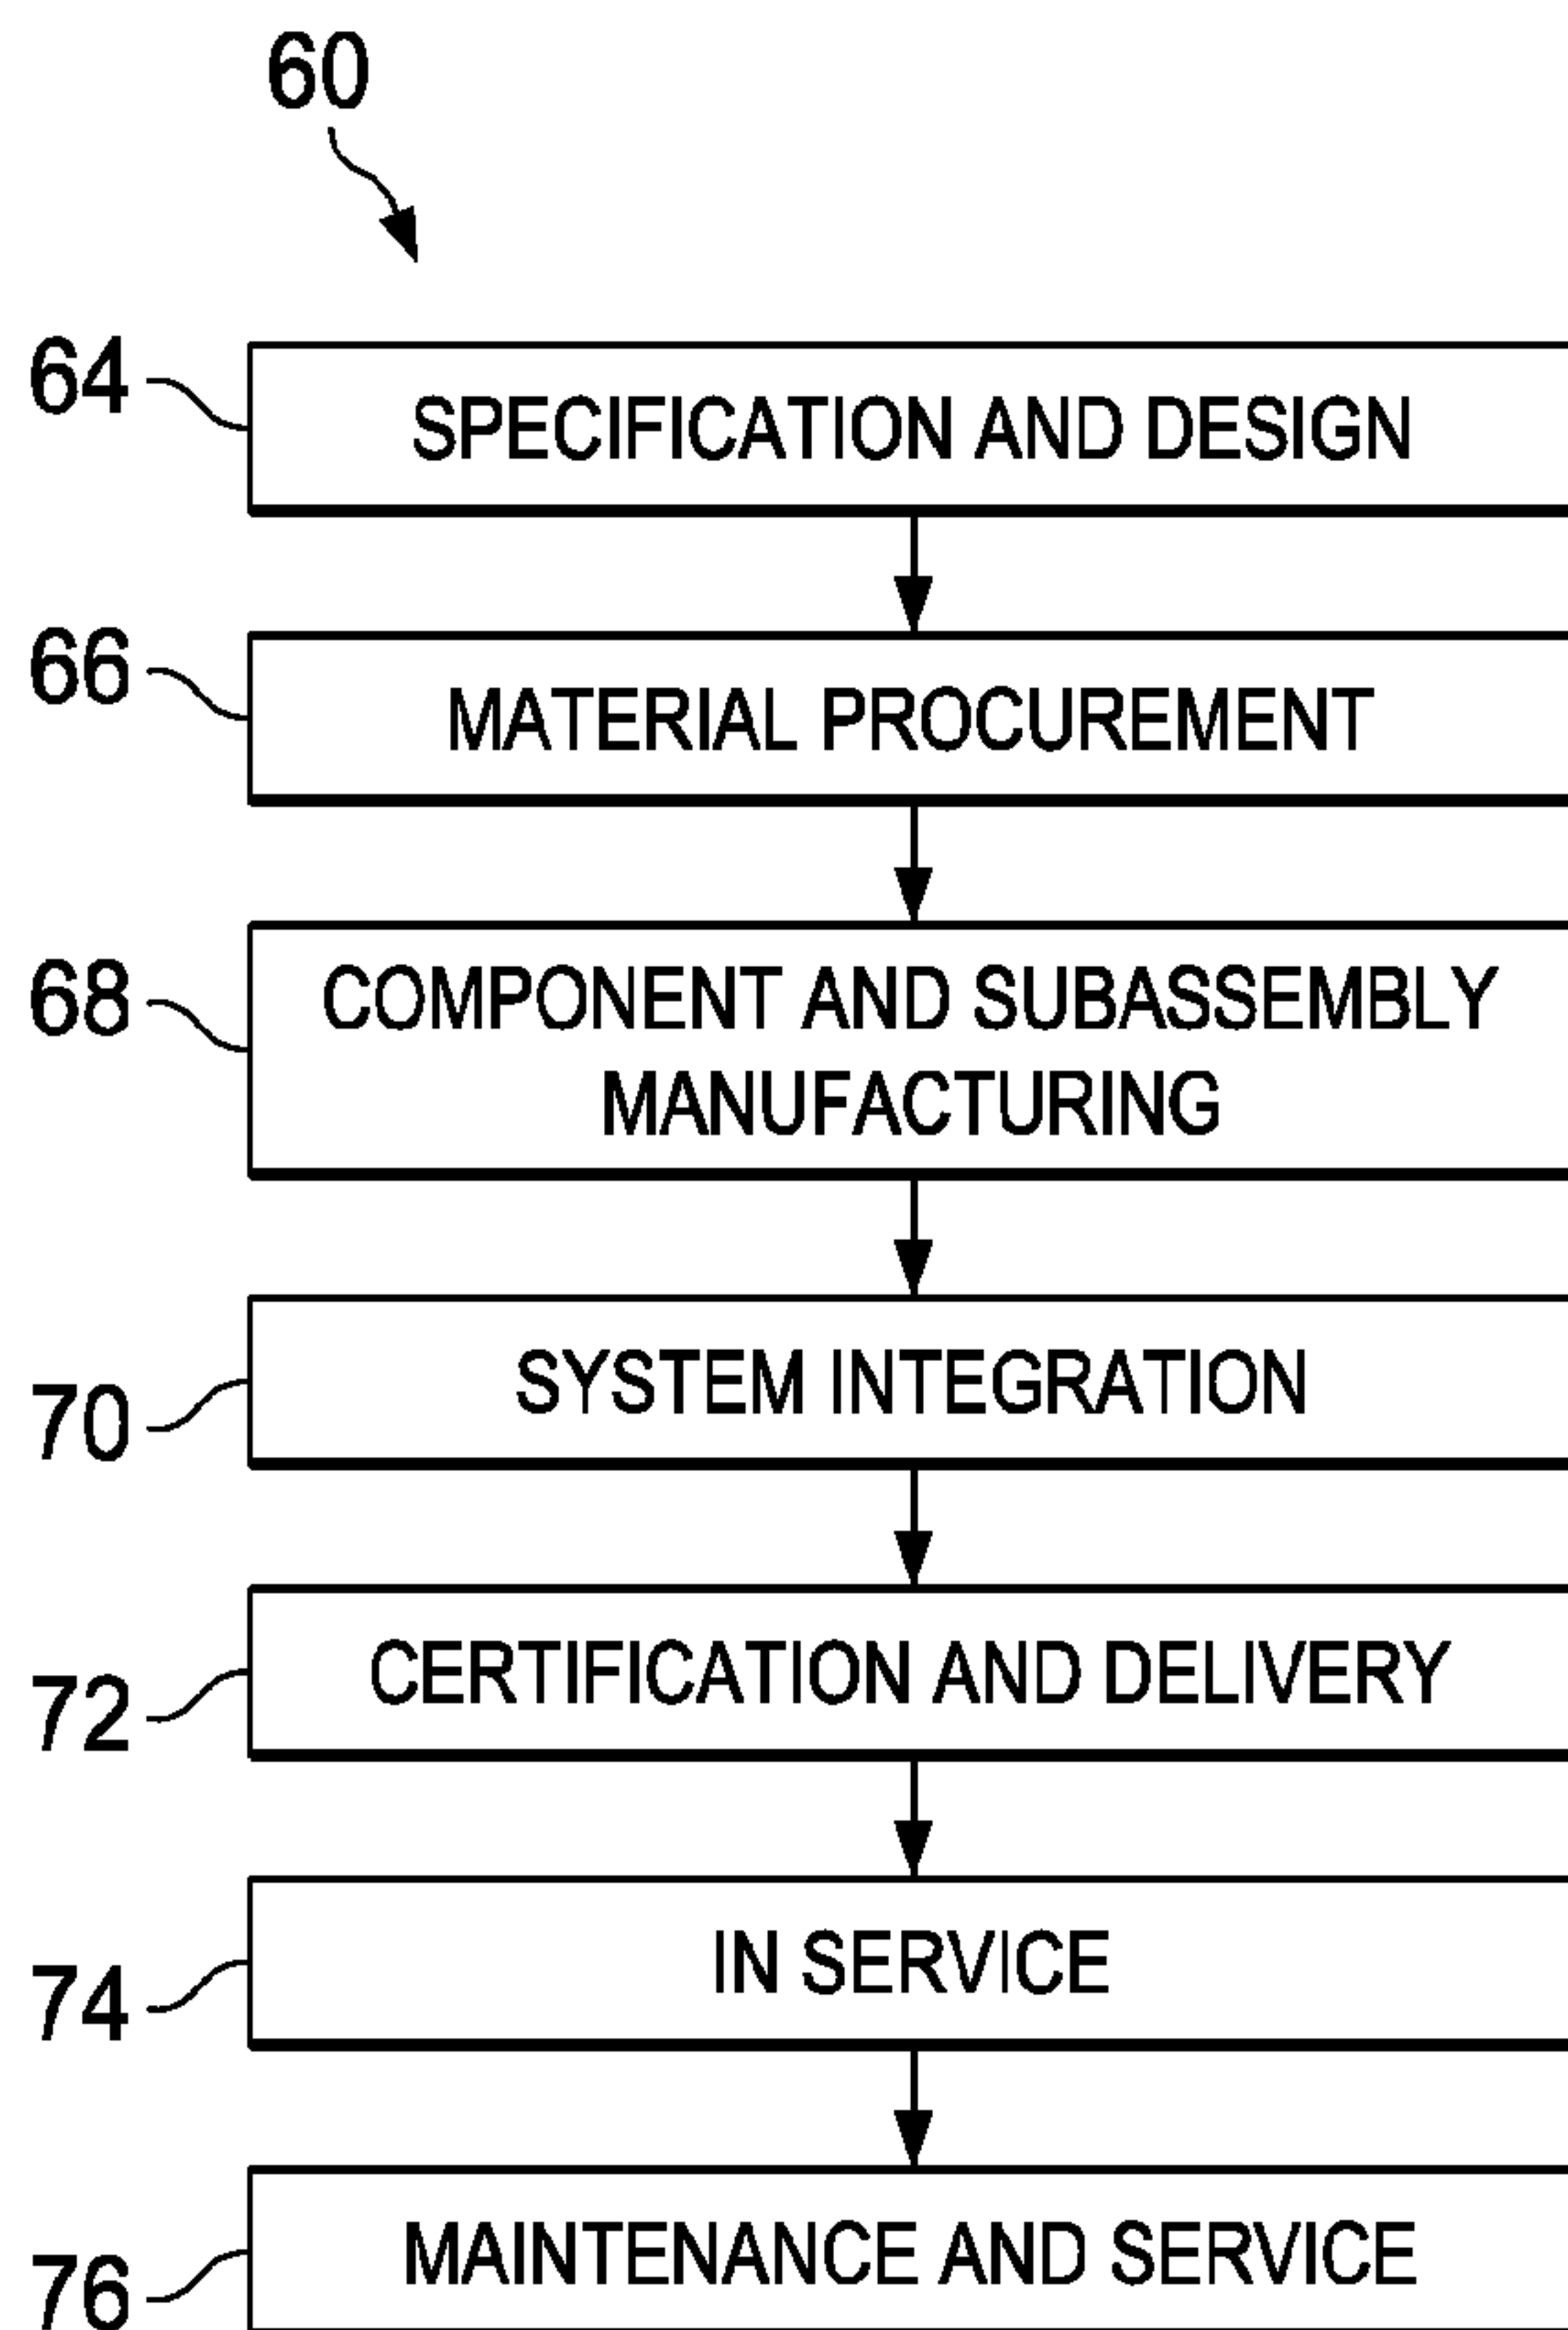 60
64
SPECIFICATION AND DESIGN
66
MATERIAL PROCUREMENT
68
COMPONENT AND SUBASSEMBLY
MANUFACTURING
70
SYSTEM INTEGRATION
72
CERTIFICATION AND DELIVERY
74
IN SERVICE
76
MAINTENANCE AND SERVICE